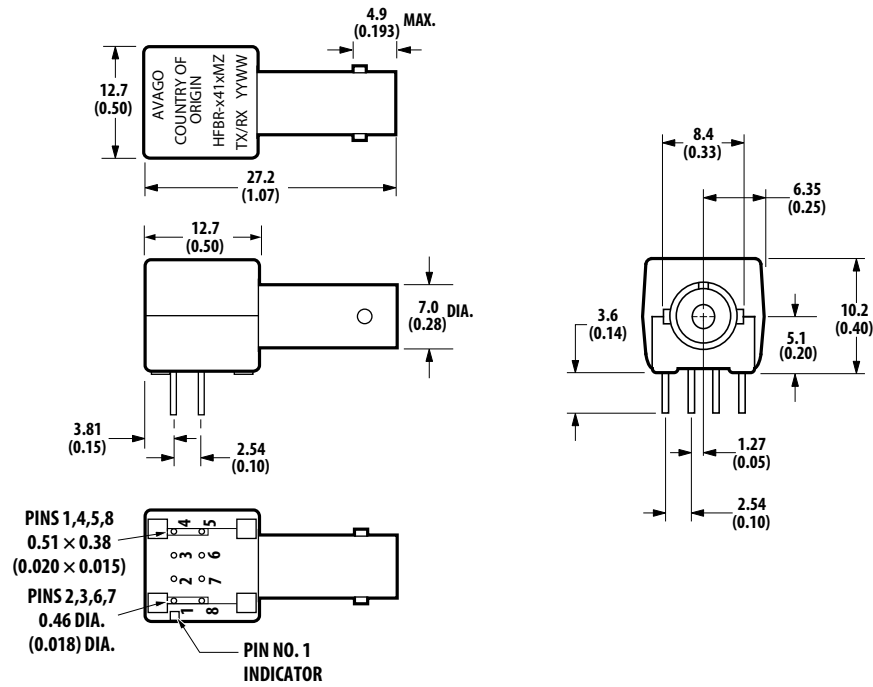 4.9
(0.193) MAX.
12.7
(0.50)
AVAGO
COUNTRY OF
ORIGIN
HFBR-x41xMZ
TX/RX YYWW
27.2
(1.07)
12.7
(0.50)
7.0
(0.28) DIA.
3.81
(0.15)
2.54
(0.10)
PINS 1,4,5,8
0.51 × 0.38
(0.020 × 0.015)
PINS 2,3,6,7
0.46 DIA.
(0.018) DIA.
4 5
3 6
2 7
1 8
PIN NO. 1
INDICATOR
8.4
(0.33)
6.35
(0.25)
3.6
(0.14)
10.2
(0.40)
5.1
(0.20)
1.27
(0.05)
2.54
(0.10)